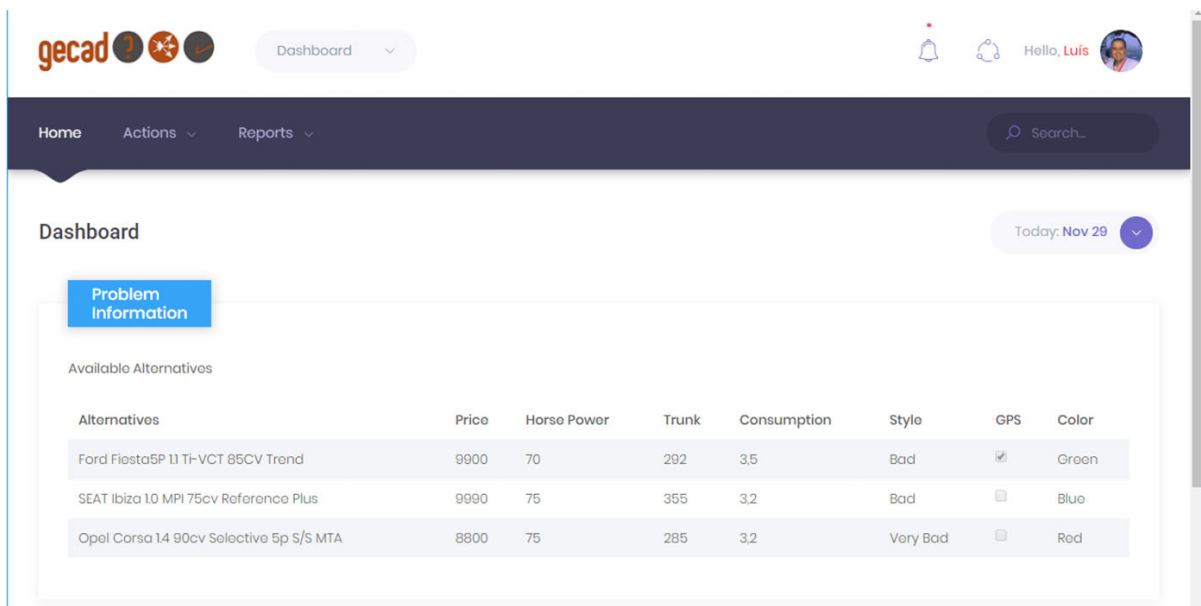 gecad ?
Dashboard
Hello, Luís
Home Actions Reports Search...
Dashboard
Today: Nov 29
Problem
Information
Available Alternatives
Alternatives Price Horse Power Trunk Consumption Style GPS Color
Ford Fiesta5P 1.1 Ti-VCT 85CV Trend 9900 70 292 3,5 Bad Green
SEAT Ibiza 1.0 MPI 75cv Reference Plus 9990 75 355 3,2 Bad Blue
Opel Corsa 1.4 90cv Selective 5p S/S MTA 8800 75 285 3,2 Very Bad Red